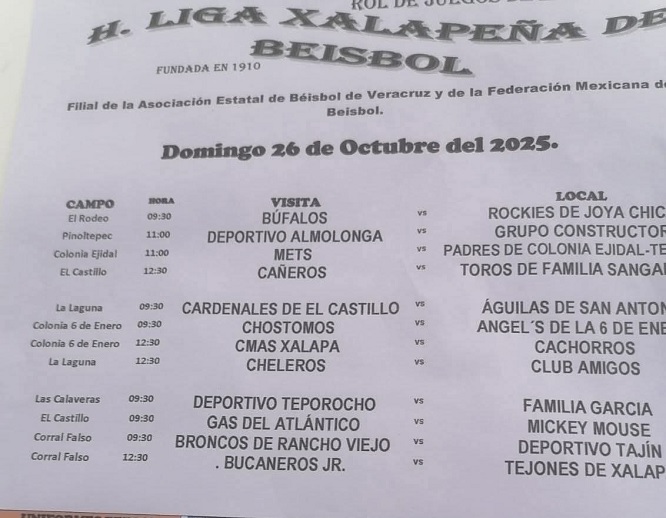 ROL DE JUEGOS DE
H. LIGA XALAPEÑA DE
BEISBOL
FUNDADA EN 1910
Filial de la Asociación Estatal de Béisbol de Veracruz y de la Federación Mexicana de
Beisbol.
Domingo 26 de Octubre del 2025.
CAMPO HORA VISITA LOCAL
El Rodeo 09:30 BÚFALOS vs ROCKIES DE JOYA CHIC
Pinoltepec 11:00 DEPORTIVO ALMOLONGA vs GRUPO CONSTRUCTOR
Colonia Ejidal 11:00 METS vs PADRES DE COLONIA EJIDAL-TE
EL Castillo 12:30 CAÑEROS vs TOROS DE FAMILIA SANGA
La Laguna 09:30 CARDENALES DE EL CASTILLO vs ÁGUILAS DE SAN ANTON
Colonia 6 de Enero 09:30 CHOSTOMOS vs ANGEL´S DE LA 6 DE ENE
Colonia 6 de Enero 12:30 CMAS XALAPA vs CACHORROS
La Laguna 12:30 CHELEROS vs CLUB AMIGOS
Las Calaveras 09:30 DEPORTIVO TEPOROCHO vs FAMILIA GARCIA
EL Castillo 09:30 GAS DEL ATLÁNTICO vs MICKEY MOUSE
Corral Falso 09:30 BRONCOS DE RANCHO VIEJO vs DEPORTIVO TAJÍN
Corral Falso 12:30 . BUCANEROS JR. vs TEJONES DE XALAP